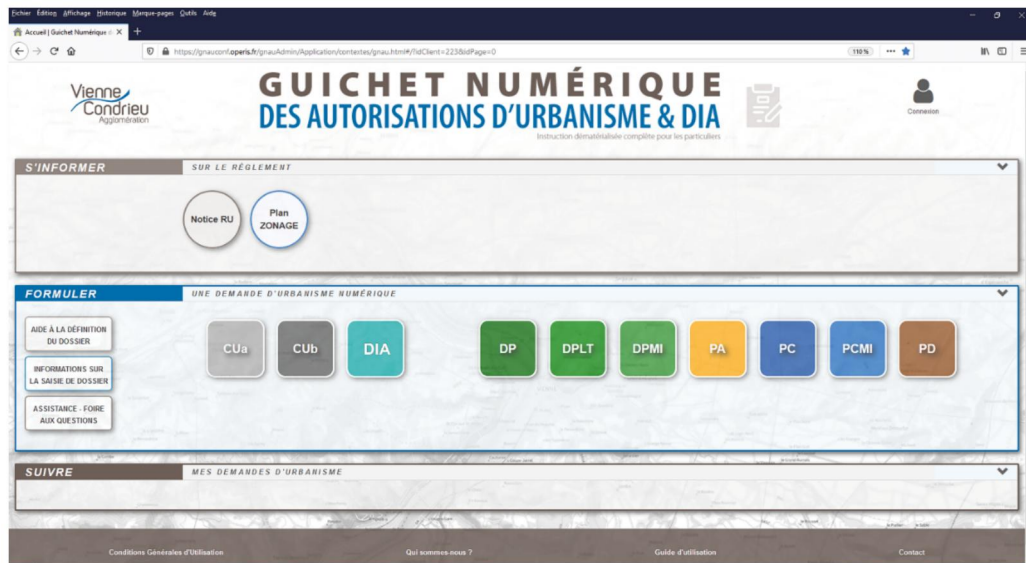 Fichier Édition Affichage Historique Marque-pages Outils Aide
Accueil | Guichet Numérique d
https://gnauconf.operis.fr/gnauAdmin/Application/contextes/gnau.html#/?idClient=223&idPage=0
110 %
Vienne
Condrieu
Agglomération
GUICHET NUMÉRIQUE
DES AUTORISATIONS D'URBANISME & DIA
Instruction dématérialisée complète pour les particuliers
Connexion
S'INFORMER
SUR LE RÉGLEMENT
Notice RU
Plan
ZONAGE
FORMULER
UNE DEMANDE D'URBANISME NUMÉRIQUE
AIDE À LA DÉFINITION
DU DOSSIER
INFORMATIONS SUR
LA SAISIE DE DOSSIER
ASSISTANCE - FOIRE
AUX QUESTIONS
CUa
CUb
DIA
DP
DPLT
DPMI
PA
PC
PCMI
PD
SUIVRE
MES DEMANDES D'URBANISME
Conditions Générales d'Utilisation
Qui sommes-nous ?
Guide d'utilisation
Contact